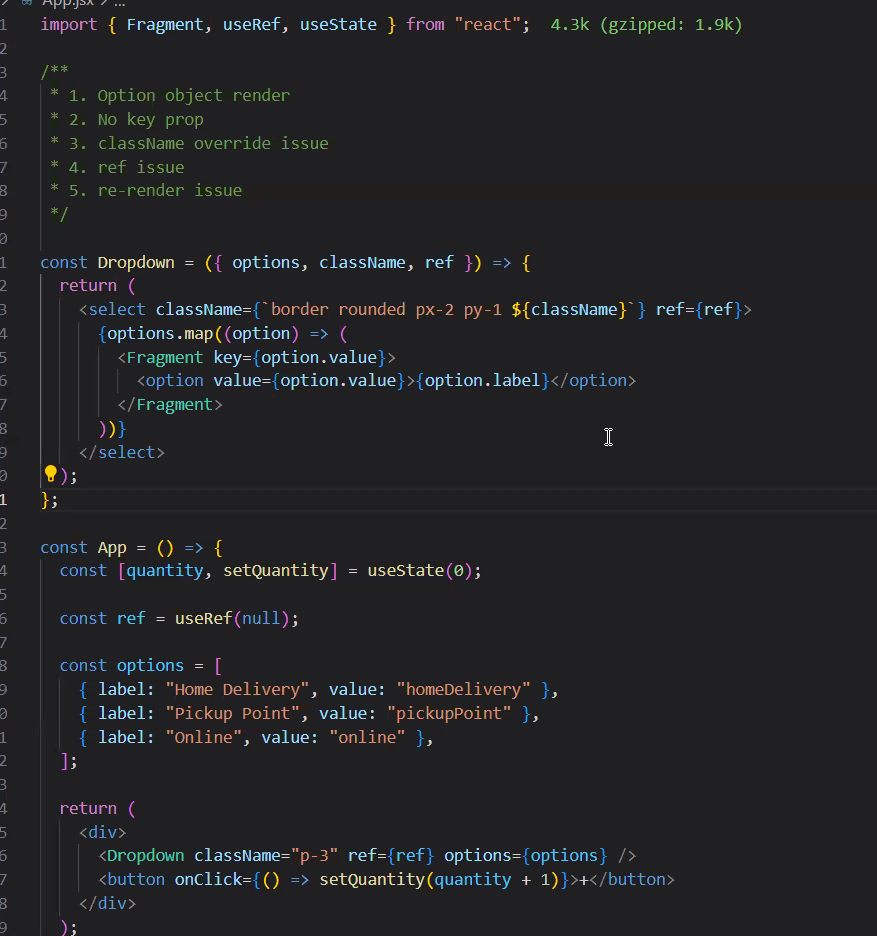 App.jsx > ...
1 import { Fragment, useRef, useState } from "react";  4.3k (gzipped: 1.9k)
2
3 /**
4  * 1. Option object render
5  * 2. No key prop
6  * 3. className override issue
7  * 4. ref issue
8  * 5. re-render issue
9  */
0
1 const Dropdown = ({ options, className, ref }) => {
2   return (
3     <select className={`border rounded px-2 py-1 ${className}`} ref={ref}>
4       {options.map((option) => (
5         <Fragment key={option.value}>
6           <option value={option.value}>{option.label}</option>
7         </Fragment>
8       ))}
9     </select>
0   );
1 };
2
3 const App = () => {
4   const [quantity, setQuantity] = useState(0);
5
6   const ref = useRef(null);
7
8   const options = [
9     { label: "Home Delivery", value: "homeDelivery" },
0     { label: "Pickup Point", value: "pickupPoint" },
1     { label: "Online", value: "online" },
2   ];
3
4   return (
5     <div>
6       <Dropdown className="p-3" ref={ref} options={options} />
7       <button onClick={() => setQuantity(quantity + 1)}>+</button>
8     </div>
9   );